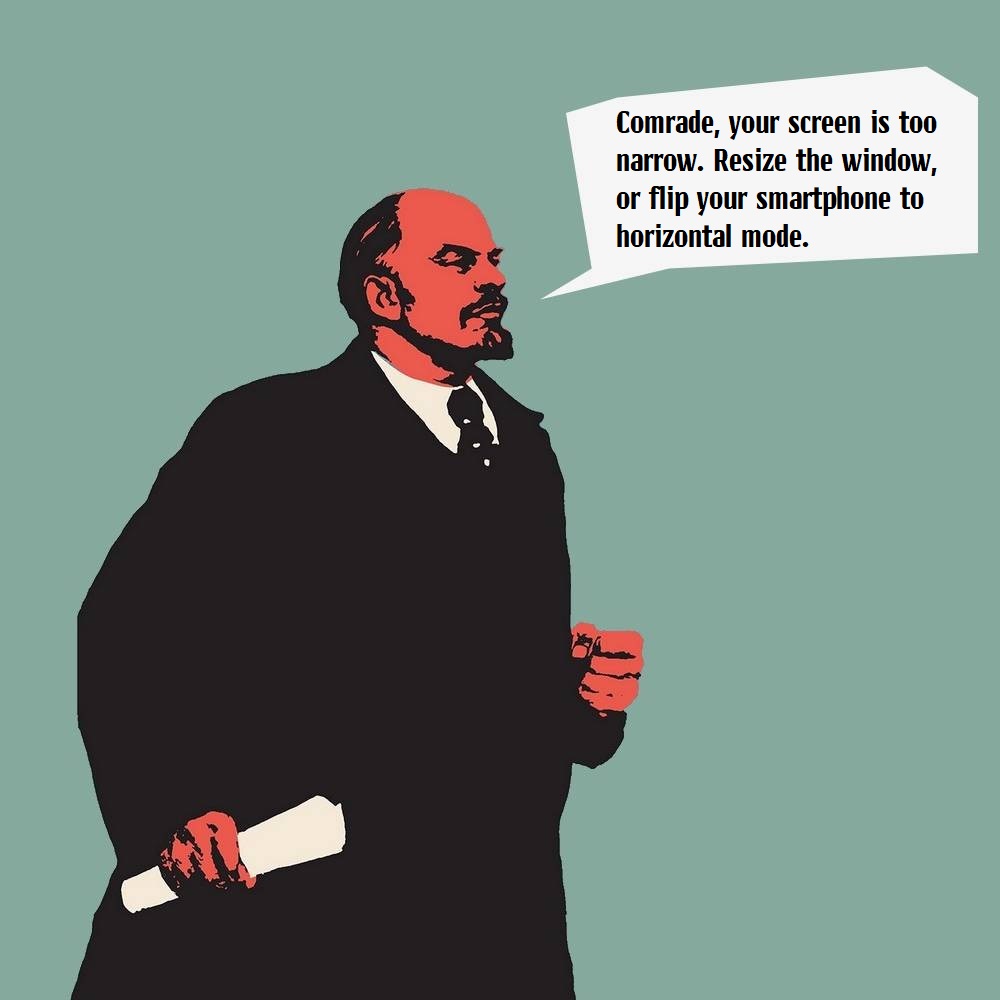 Comrade, your screen is too
narrow. Resize the window,
or flip your smartphone to
horizontal mode.